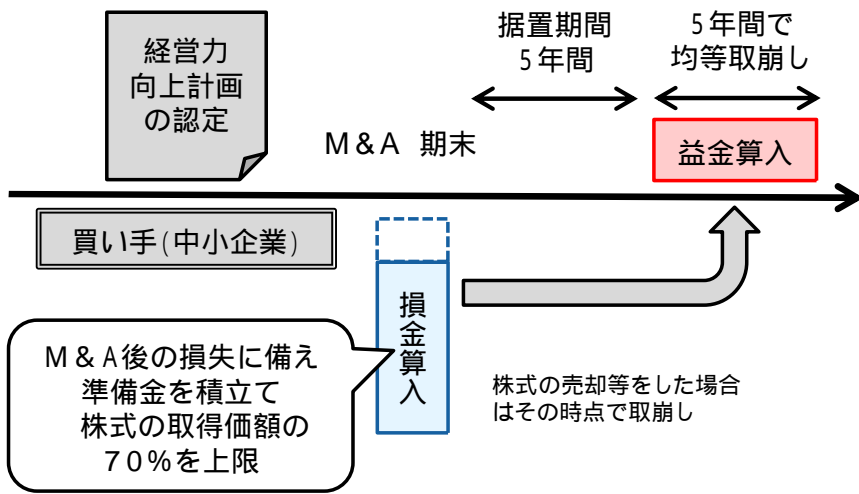 経営力
向上計画
の認定
据置期間
5年間
5年間で
均等取崩し
M&A 期末
益金算入
買い手(中小企業)
損金算入
M&A後の損失に備え
準備金を積立て
株式の取得価額の
70%を上限
株式の売却等をした場合
はその時点で取崩し